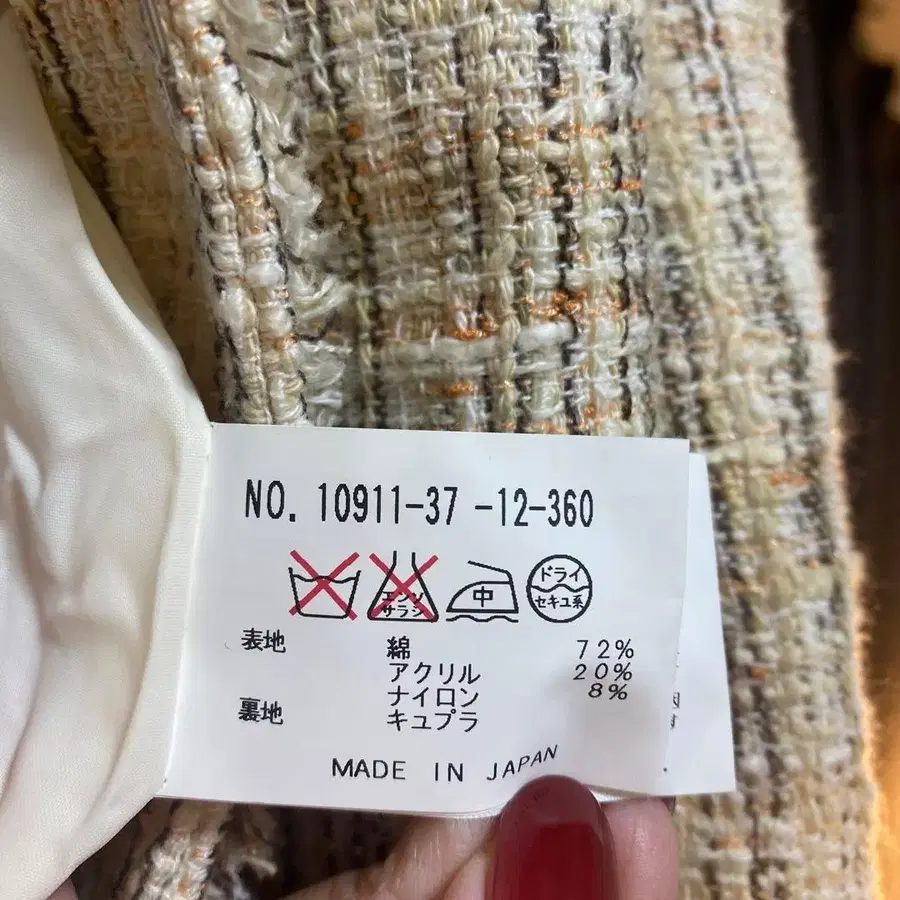 NO. 10911-37 -12-360
エンソ
サラシ
中
ドライ
セキユ系
表地 綿 72%
アクリル 20%
ナイロン 8%
裏地 キュプラ
MADE IN JAPAN